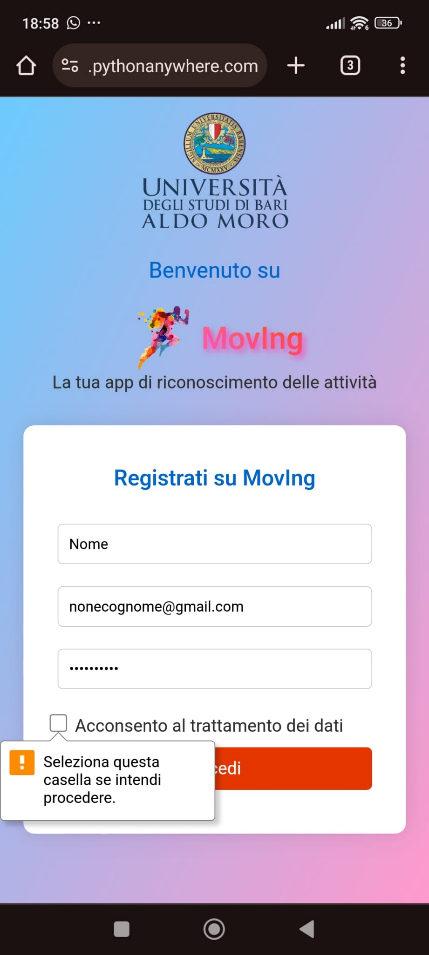 18:58
36
.pythonanywhere.com
3
UNIVERSITÀ
DEGLI STUDI DI BARI
ALDO MORO
Benvenuto su
MovIng
La tua app di riconoscimento delle attività
Registrati su MovIng
Nome
nonecognome@gmail.com
••••••••••
Acconsento al trattamento dei dati
Seleziona questa
casella se intendi
procedere.
cedi